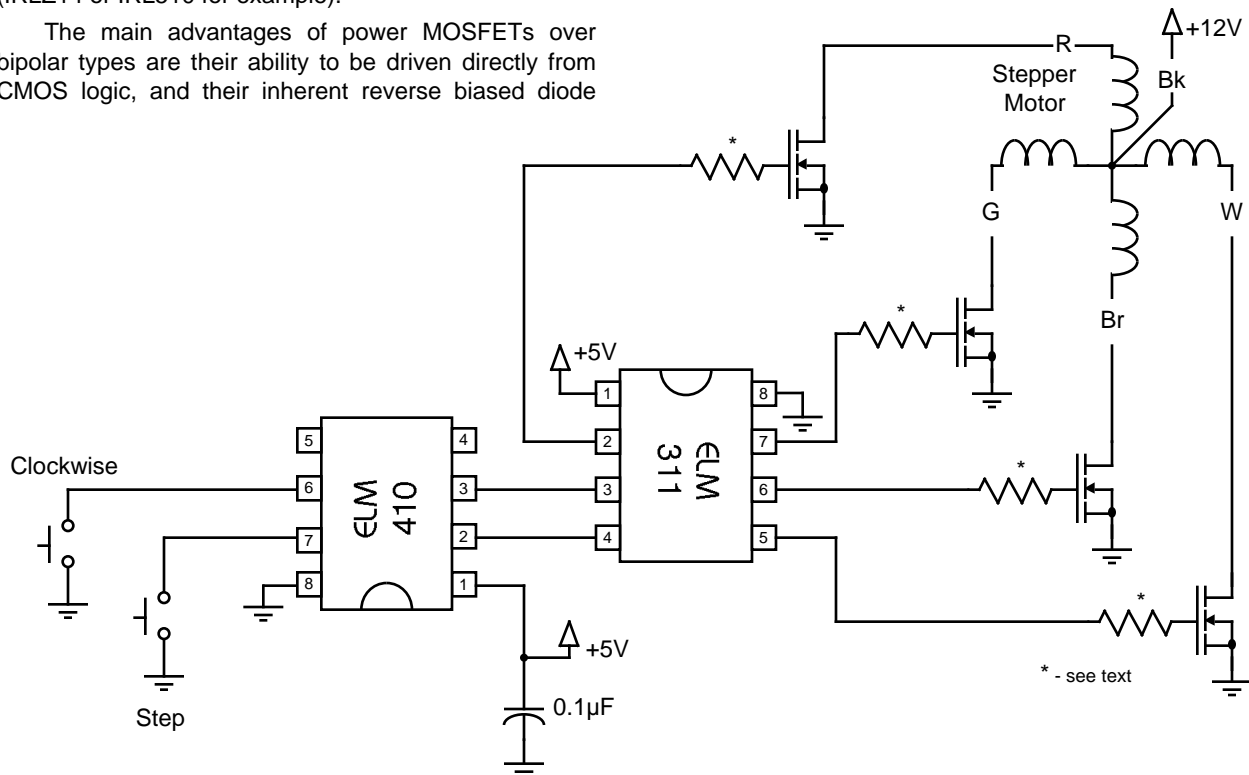 The main advantages of power MOSFETs over
bipolar types are their ability to be driven directly from
CMOS logic, and their inherent reverse biased diode
+12V
R
Bk
Stepper
Motor
*
G
W
*
Br
+5V
1
8
2
7
3
6
4
5
ELM
311
*
Clockwise
5
4
6
3
7
2
8
1
ELM
410
*
+5V
* - see text
0.1µF
Step